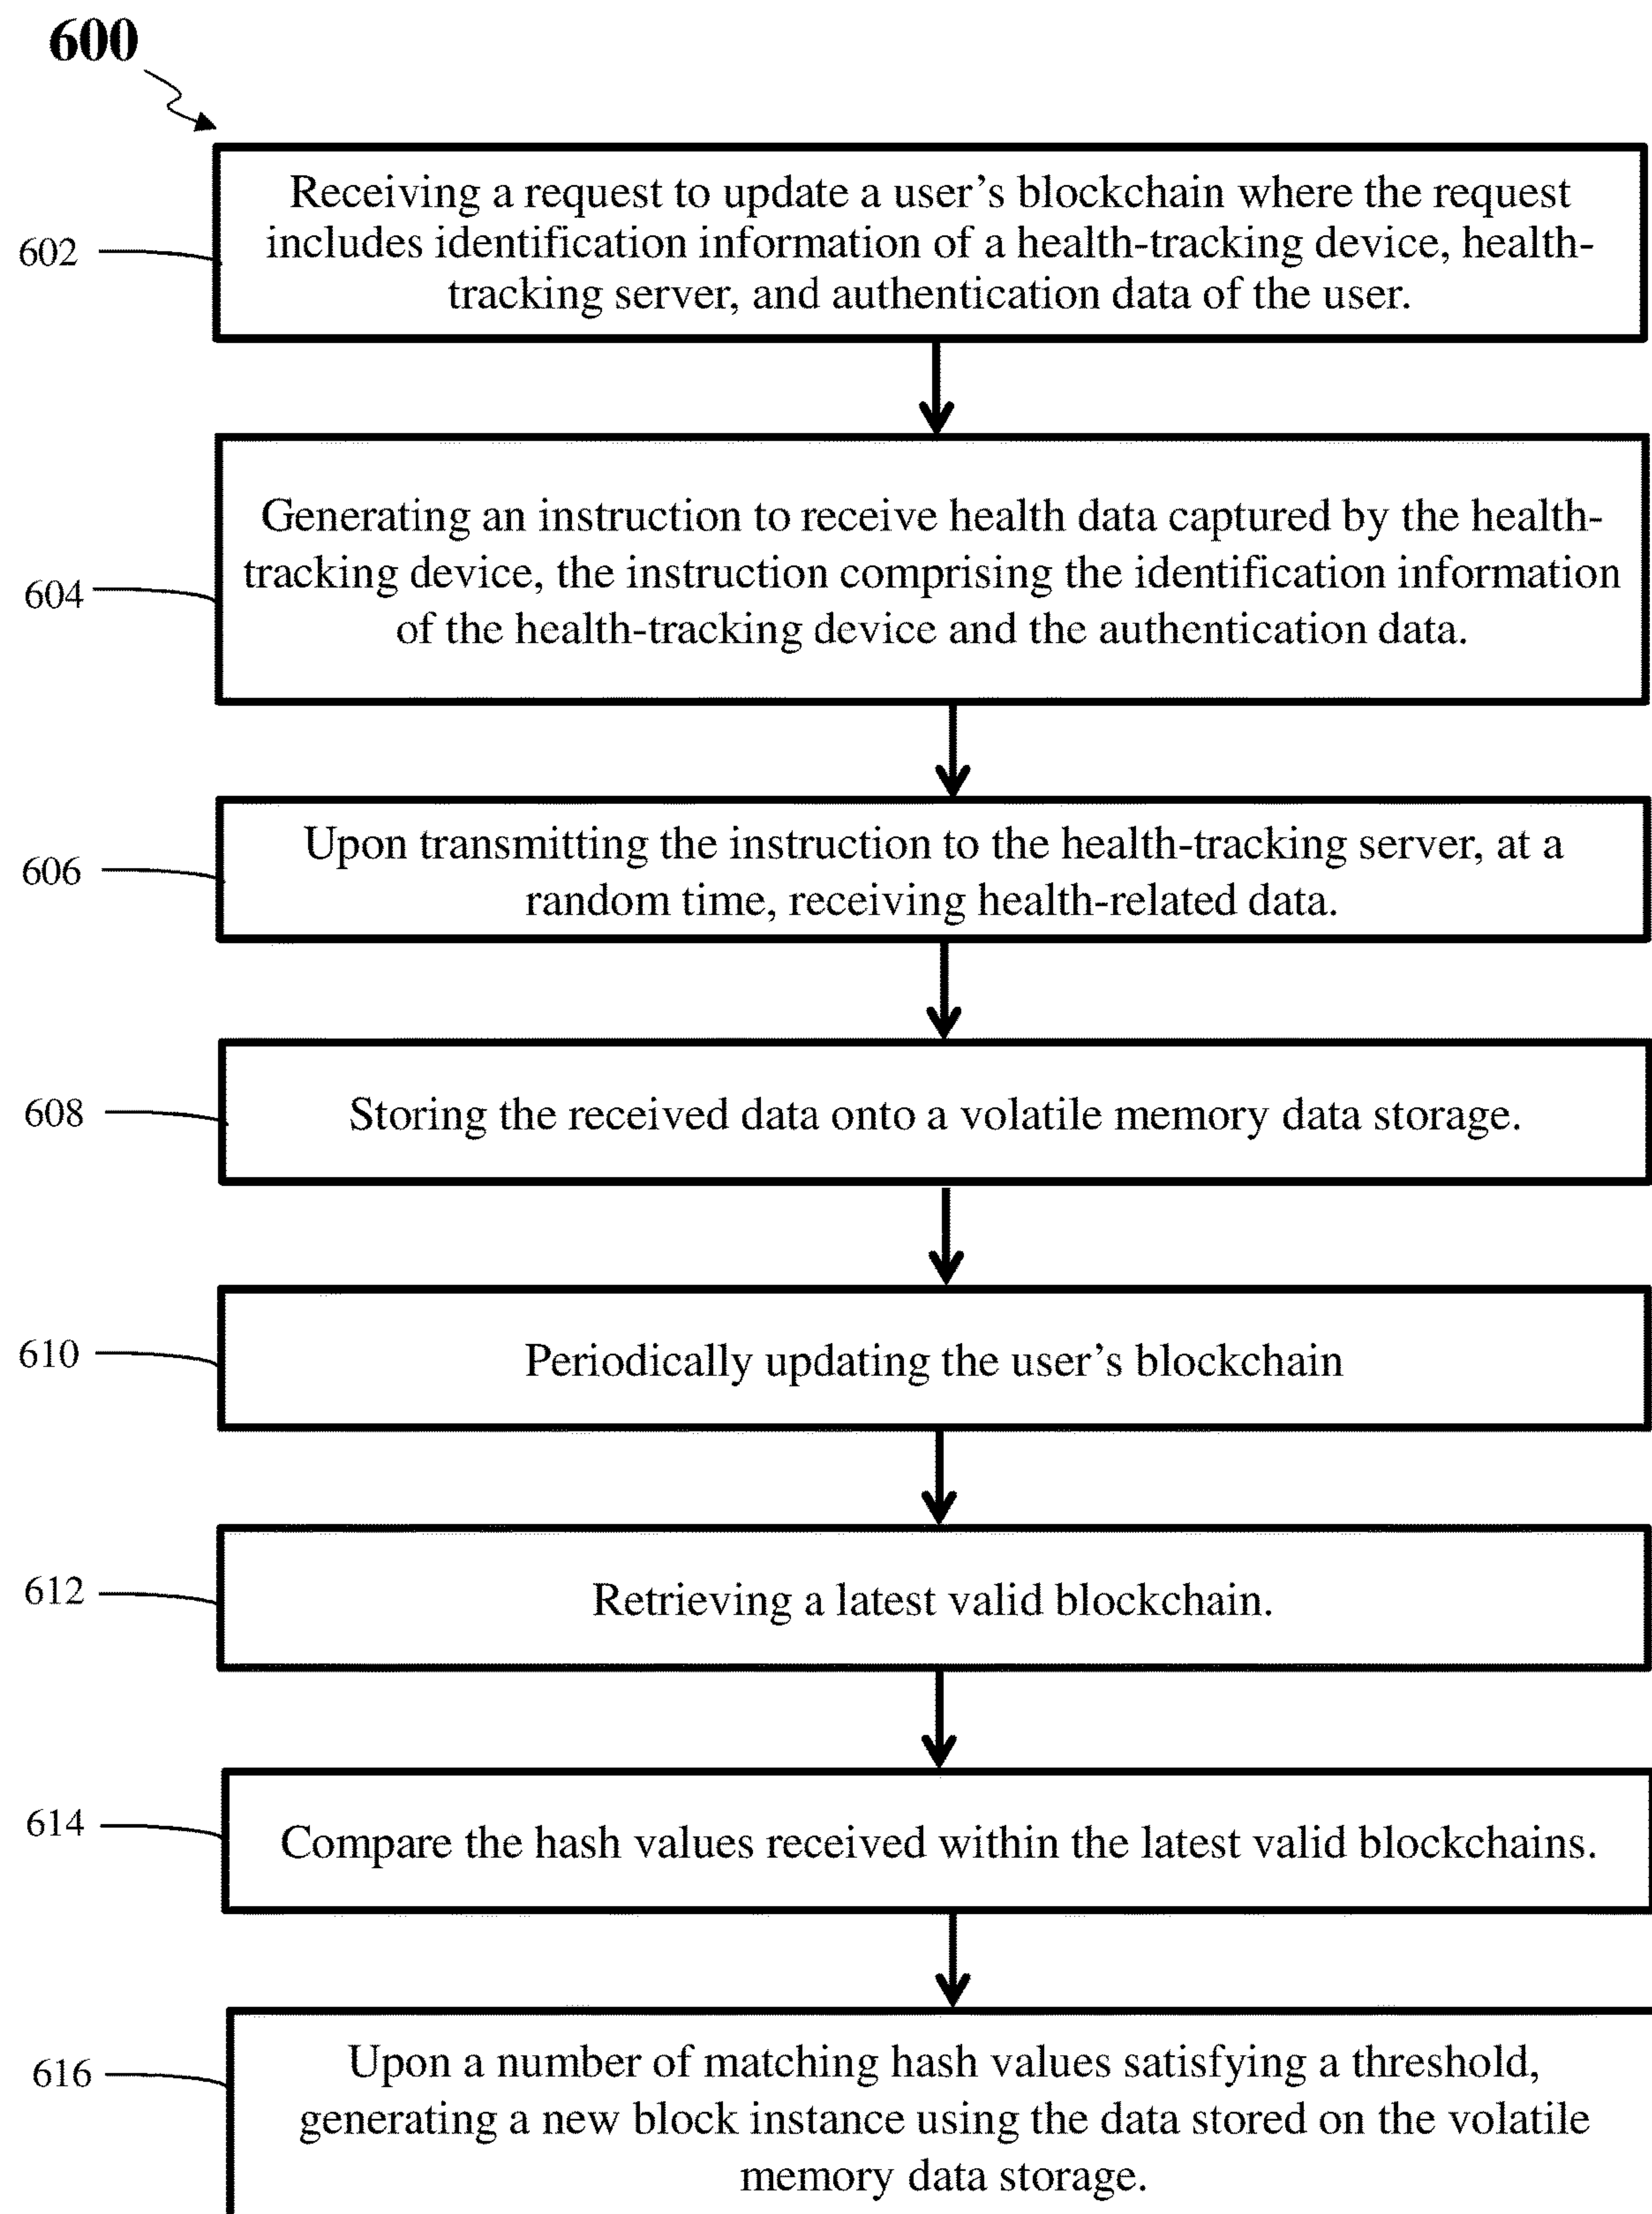 600
602
Receiving a request to update a user’s blockchain where the request
includes identification information of a health-tracking device, health-
tracking server, and authentication data of the user.
604
Generating an instruction to receive health data captured by the health-
tracking device, the instruction comprising the identification information
of the health-tracking device and the authentication data.
606
Upon transmitting the instruction to the health-tracking server, at a
random time, receiving health-related data.
608
Storing the received data onto a volatile memory data storage.
610
Periodically updating the user’s blockchain
612
Retrieving a latest valid blockchain.
614
Compare the hash values received within the latest valid blockchains.
616
Upon a number of matching hash values satisfying a threshold,
generating a new block instance using the data stored on the volatile
memory data storage.